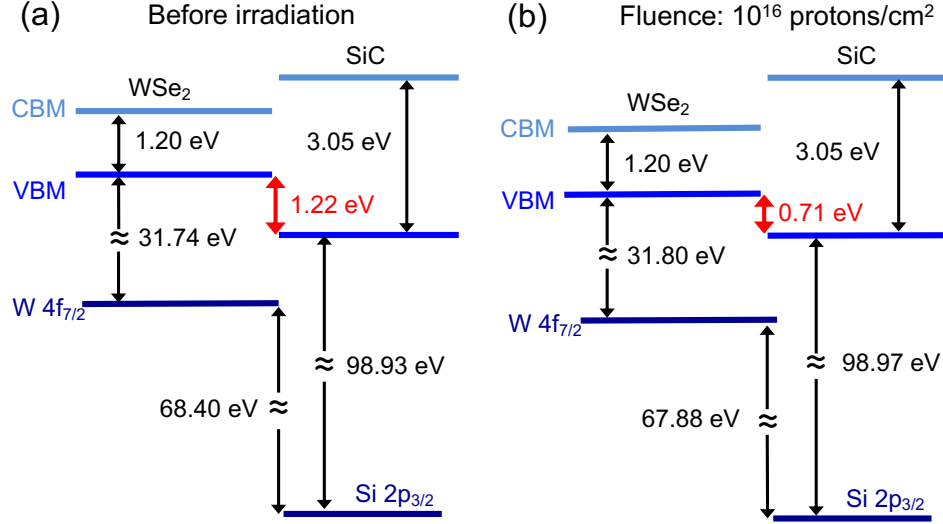 (a)
Before irradiation
SiC
WSe₂
CBM
1.20 eV
3.05 eV
VBM
1.22 eV
≈ 31.74 eV
W 4f₇/₂
≈ 98.93 eV
68.40 eV ≈
Si 2p₃/₂
(b)
Fluence: 10¹⁶ protons/cm²
SiC
WSe₂
CBM
1.20 eV
3.05 eV
VBM
0.71 eV
≈ 31.80 eV
W 4f₇/₂
≈ 98.97 eV
67.88 eV ≈
Si 2p₃/₂